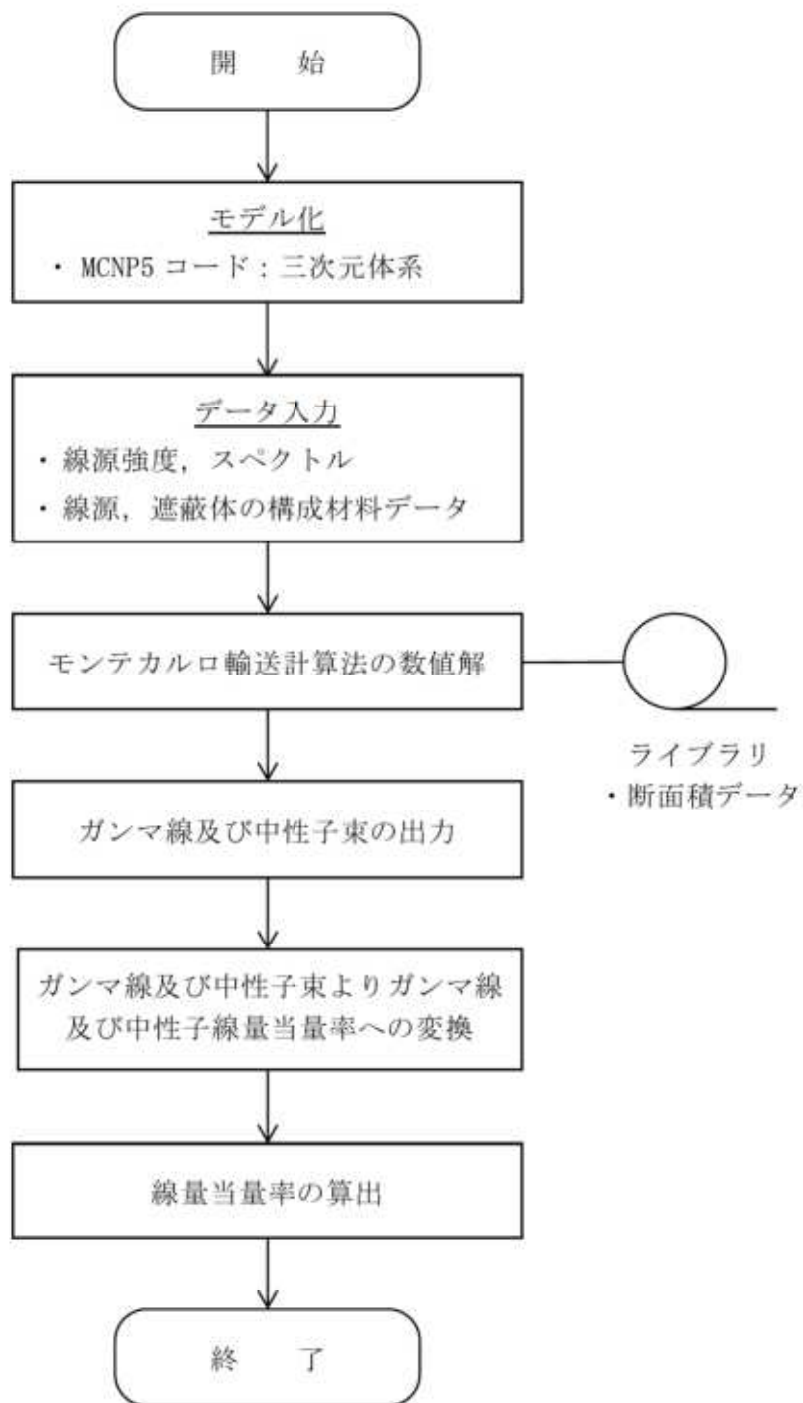 開　　始
モデル化
・ MCNP5 コード：三次元体系
データ入力
・線源強度，スペクトル
・線源，遮蔽体の構成材料データ
モンテカルロ輸送計算法の数値解
ライブラリ
・断面積データ
ガンマ線及び中性子束の出力
ガンマ線及び中性子束よりガンマ線
及び中性子線量当量率への変換
線量当量率の算出
終　　了